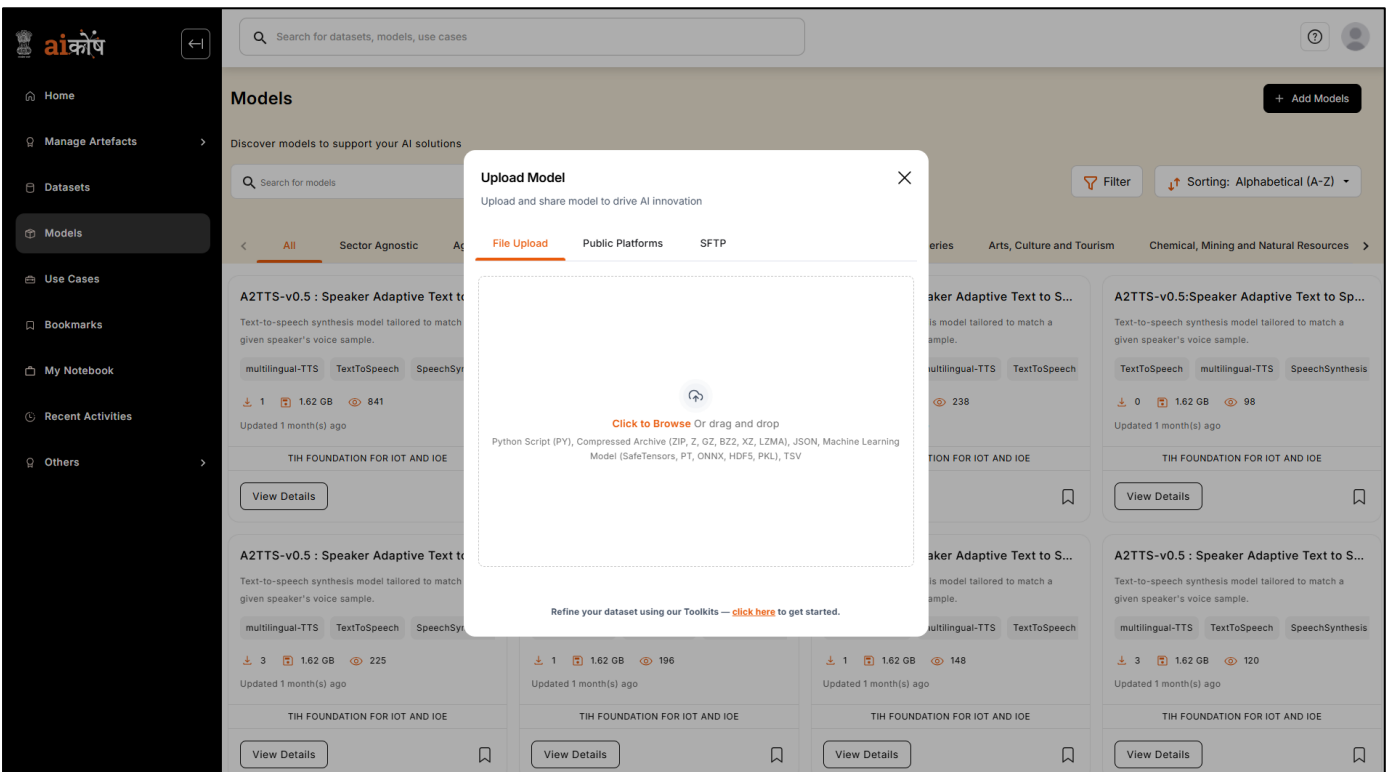 aiकोष
Search for datasets, models, use cases
Home
Manage Artefacts
Datasets
Models
Use Cases
Bookmarks
My Notebook
Recent Activities
Others
Models
+ Add Models
Discover models to support your AI solutions
Search for models
Filter
Sorting: Alphabetical (A-Z)
All Sector Agnostic Ag
eries Arts, Culture and Tourism Chemical, Mining and Natural Resources
Upload Model
Upload and share model to drive AI innovation
File Upload Public Platforms SFTP
Click to Browse Or drag and drop
Python Script (PY), Compressed Archive (ZIP, Z, GZ, BZ2, XZ, LZMA), JSON, Machine Learning
Model (SafeTensors, PT, ONNX, HDF5, PKL), TSV
Refine your dataset using our Toolkits — click here to get started.
A2TTS-v0.5 : Speaker Adaptive Text to
Text-to-speech synthesis model tailored to match
given speaker's voice sample.
multilingual-TTS TextToSpeech SpeechSyn
1 1.62 GB 841
Updated 1 month(s) ago
TIH FOUNDATION FOR IOT AND IOE
View Details
aker Adaptive Text to S...
is model tailored to match a
ample.
ultilingual-TTS TextToSpeech
238
TION FOR IOT AND IOE
A2TTS-v0.5:Speaker Adaptive Text to Sp...
Text-to-speech synthesis model tailored to match a
given speaker's voice sample.
TextToSpeech multilingual-TTS SpeechSynthesis
0 1.62 GB 98
Updated 1 month(s) ago
TIH FOUNDATION FOR IOT AND IOE
View Details
A2TTS-v0.5 : Speaker Adaptive Text to
Text-to-speech synthesis model tailored to match
given speaker's voice sample.
multilingual-TTS TextToSpeech SpeechSyn
3 1.62 GB 225
Updated 1 month(s) ago
TIH FOUNDATION FOR IOT AND IOE
View Details
1 1.62 GB 196
Updated 1 month(s) ago
TIH FOUNDATION FOR IOT AND IOE
View Details
aker Adaptive Text to S...
is model tailored to match a
ample.
ultilingual-TTS TextToSpeech
1 1.62 GB 148
Updated 1 month(s) ago
TIH FOUNDATION FOR IOT AND IOE
View Details
A2TTS-v0.5 : Speaker Adaptive Text to S...
Text-to-speech synthesis model tailored to match a
given speaker's voice sample.
multilingual-TTS TextToSpeech SpeechSynthesis
3 1.62 GB 120
Updated 1 month(s) ago
TIH FOUNDATION FOR IOT AND IOE
View Details